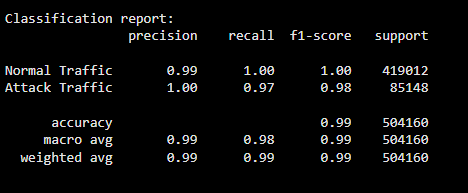 Classification report:
precision recall f1-score support
Normal Traffic 0.99 1.00 1.00 419012
Attack Traffic 1.00 0.97 0.98 85148
accuracy 0.99 504160
macro avg 0.99 0.98 0.99 504160
weighted avg 0.99 0.99 0.99 504160